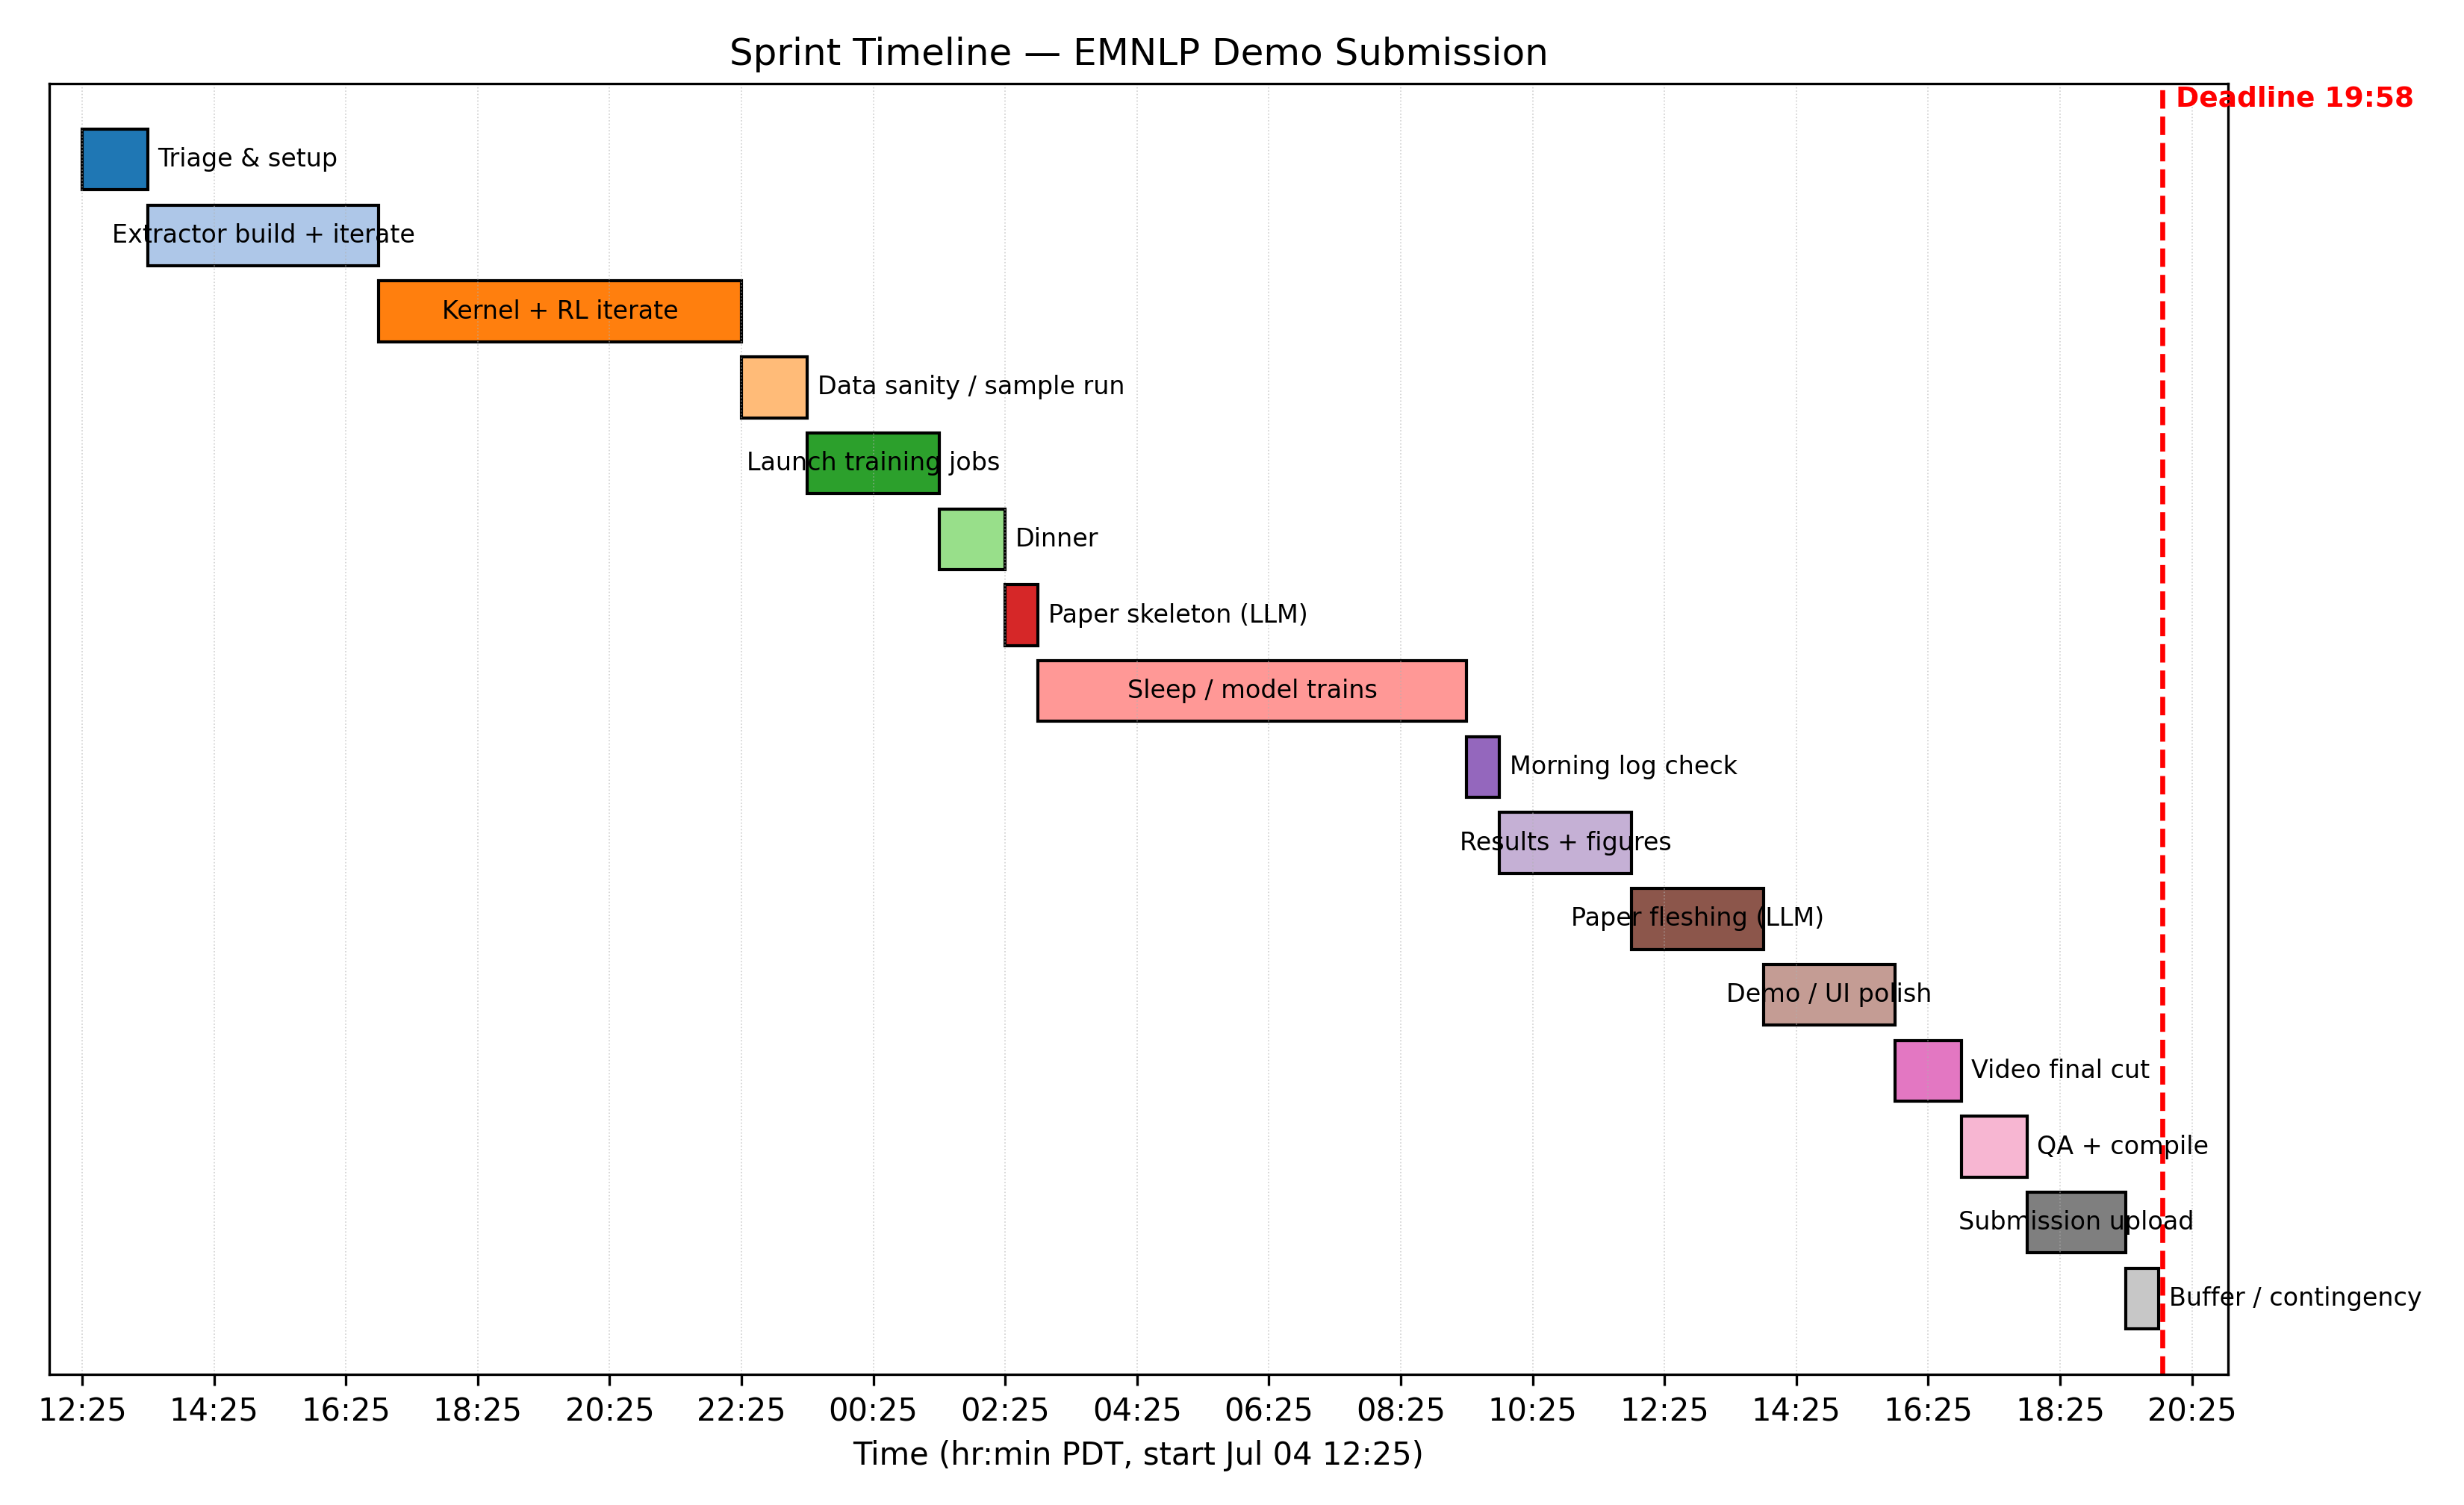 Sprint Timeline — EMNLP Demo Submission
Deadline 19:58
Triage & setup
Extractor build + iterate
Kernel + RL iterate
Data sanity / sample run
Launch training jobs
Dinner
Paper skeleton (LLM)
Sleep / model trains
Morning log check
Results + figures
Paper fleshing (LLM)
Demo / UI polish
Video final cut
QA + compile
Submission upload
Buffer / contingency
12:25 14:25 16:25 18:25 20:25 22:25 00:25 02:25 04:25 06:25 08:25 10:25 12:25 14:25 16:25 18:25 20:25
Time (hr:min PDT, start Jul 04 12:25)